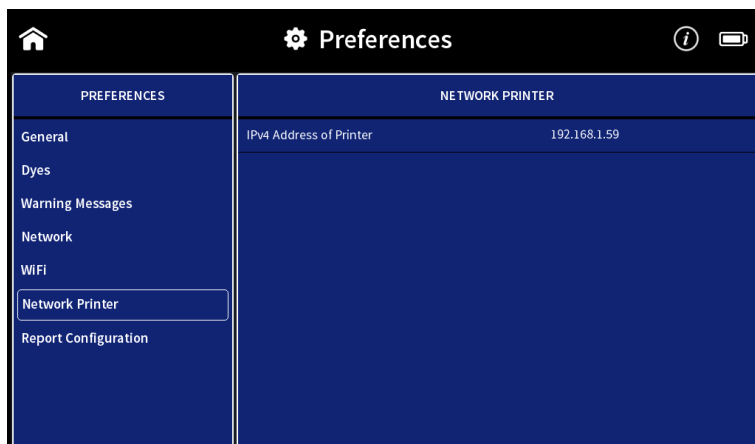 Preferences
i
PREFERENCES
General
Dyes
Warning Messages
Network
WiFi
Network Printer
Report Configuration
NETWORK PRINTER
IPv4 Address of Printer 192.168.1.59